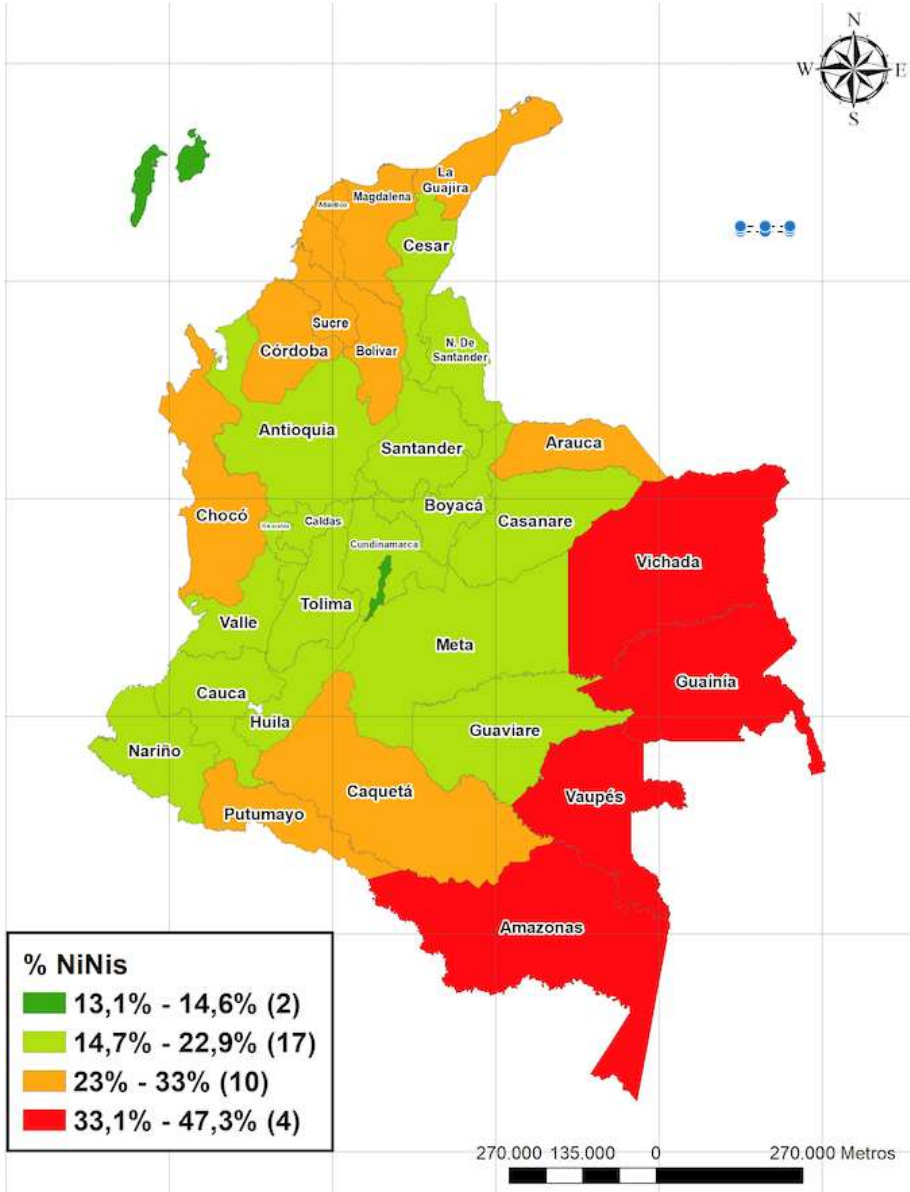 N
W E
S
La
Guajira
Magdalena
Atlántico
Cesar
Sucre
Córdoba
Bolivar
N. De
Santander
Antioquia
Santander
Arauca
Chocó
Caldas
Boyacá
Casanare
Cundinamarca
Vichada
Tolima
Valle
Meta
Guainía
Cauca
Huila
Guaviare
Nariño
Caquetá
Vaupés
Putumayo
Amazonas
% NiNis
13,1% - 14,6% (2)
14,7% - 22,9% (17)
23% - 33% (10)
33,1% - 47,3% (4)
270.000 135.000 0 270.000 Metros